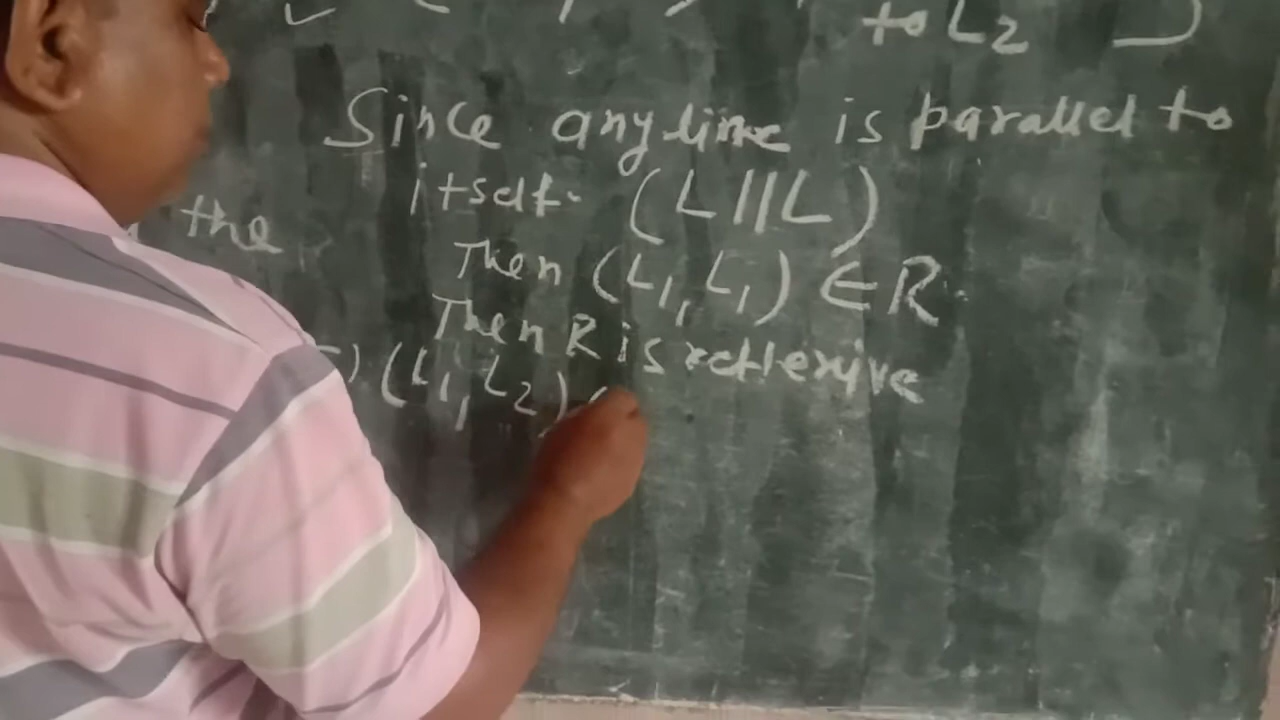 to L2 }
Since any line is parallel to
itself. (L || L)
the
Then (L1, L1) ∈ R.
Then R is reflexive
) (L1, L2)